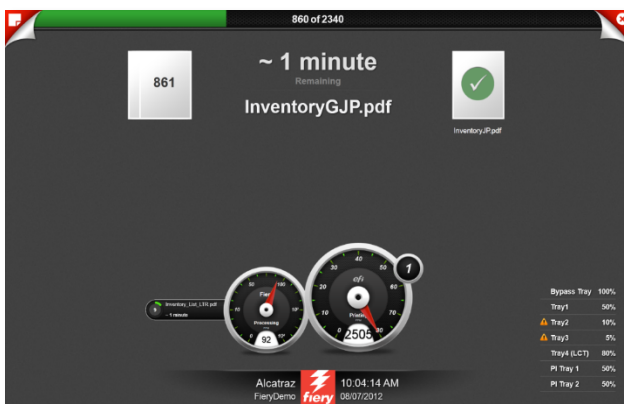 860 of 2340
861
~ 1 minute
Remaining
InventoryGJP.pdf
InventoryJP.pdf
efi
1
Inventory_List_LTR.pdf
~ 1 minute
Processing
92
2505
Bypass Tray 100%
Tray1 50%
Tray2 10%
Tray3 5%
Tray4 (LCT) 80%
PI Tray 1 50%
PI Tray 2 50%
Alcatraz
FieryDemo
fiery
10:04:14 AM
08/07/2012